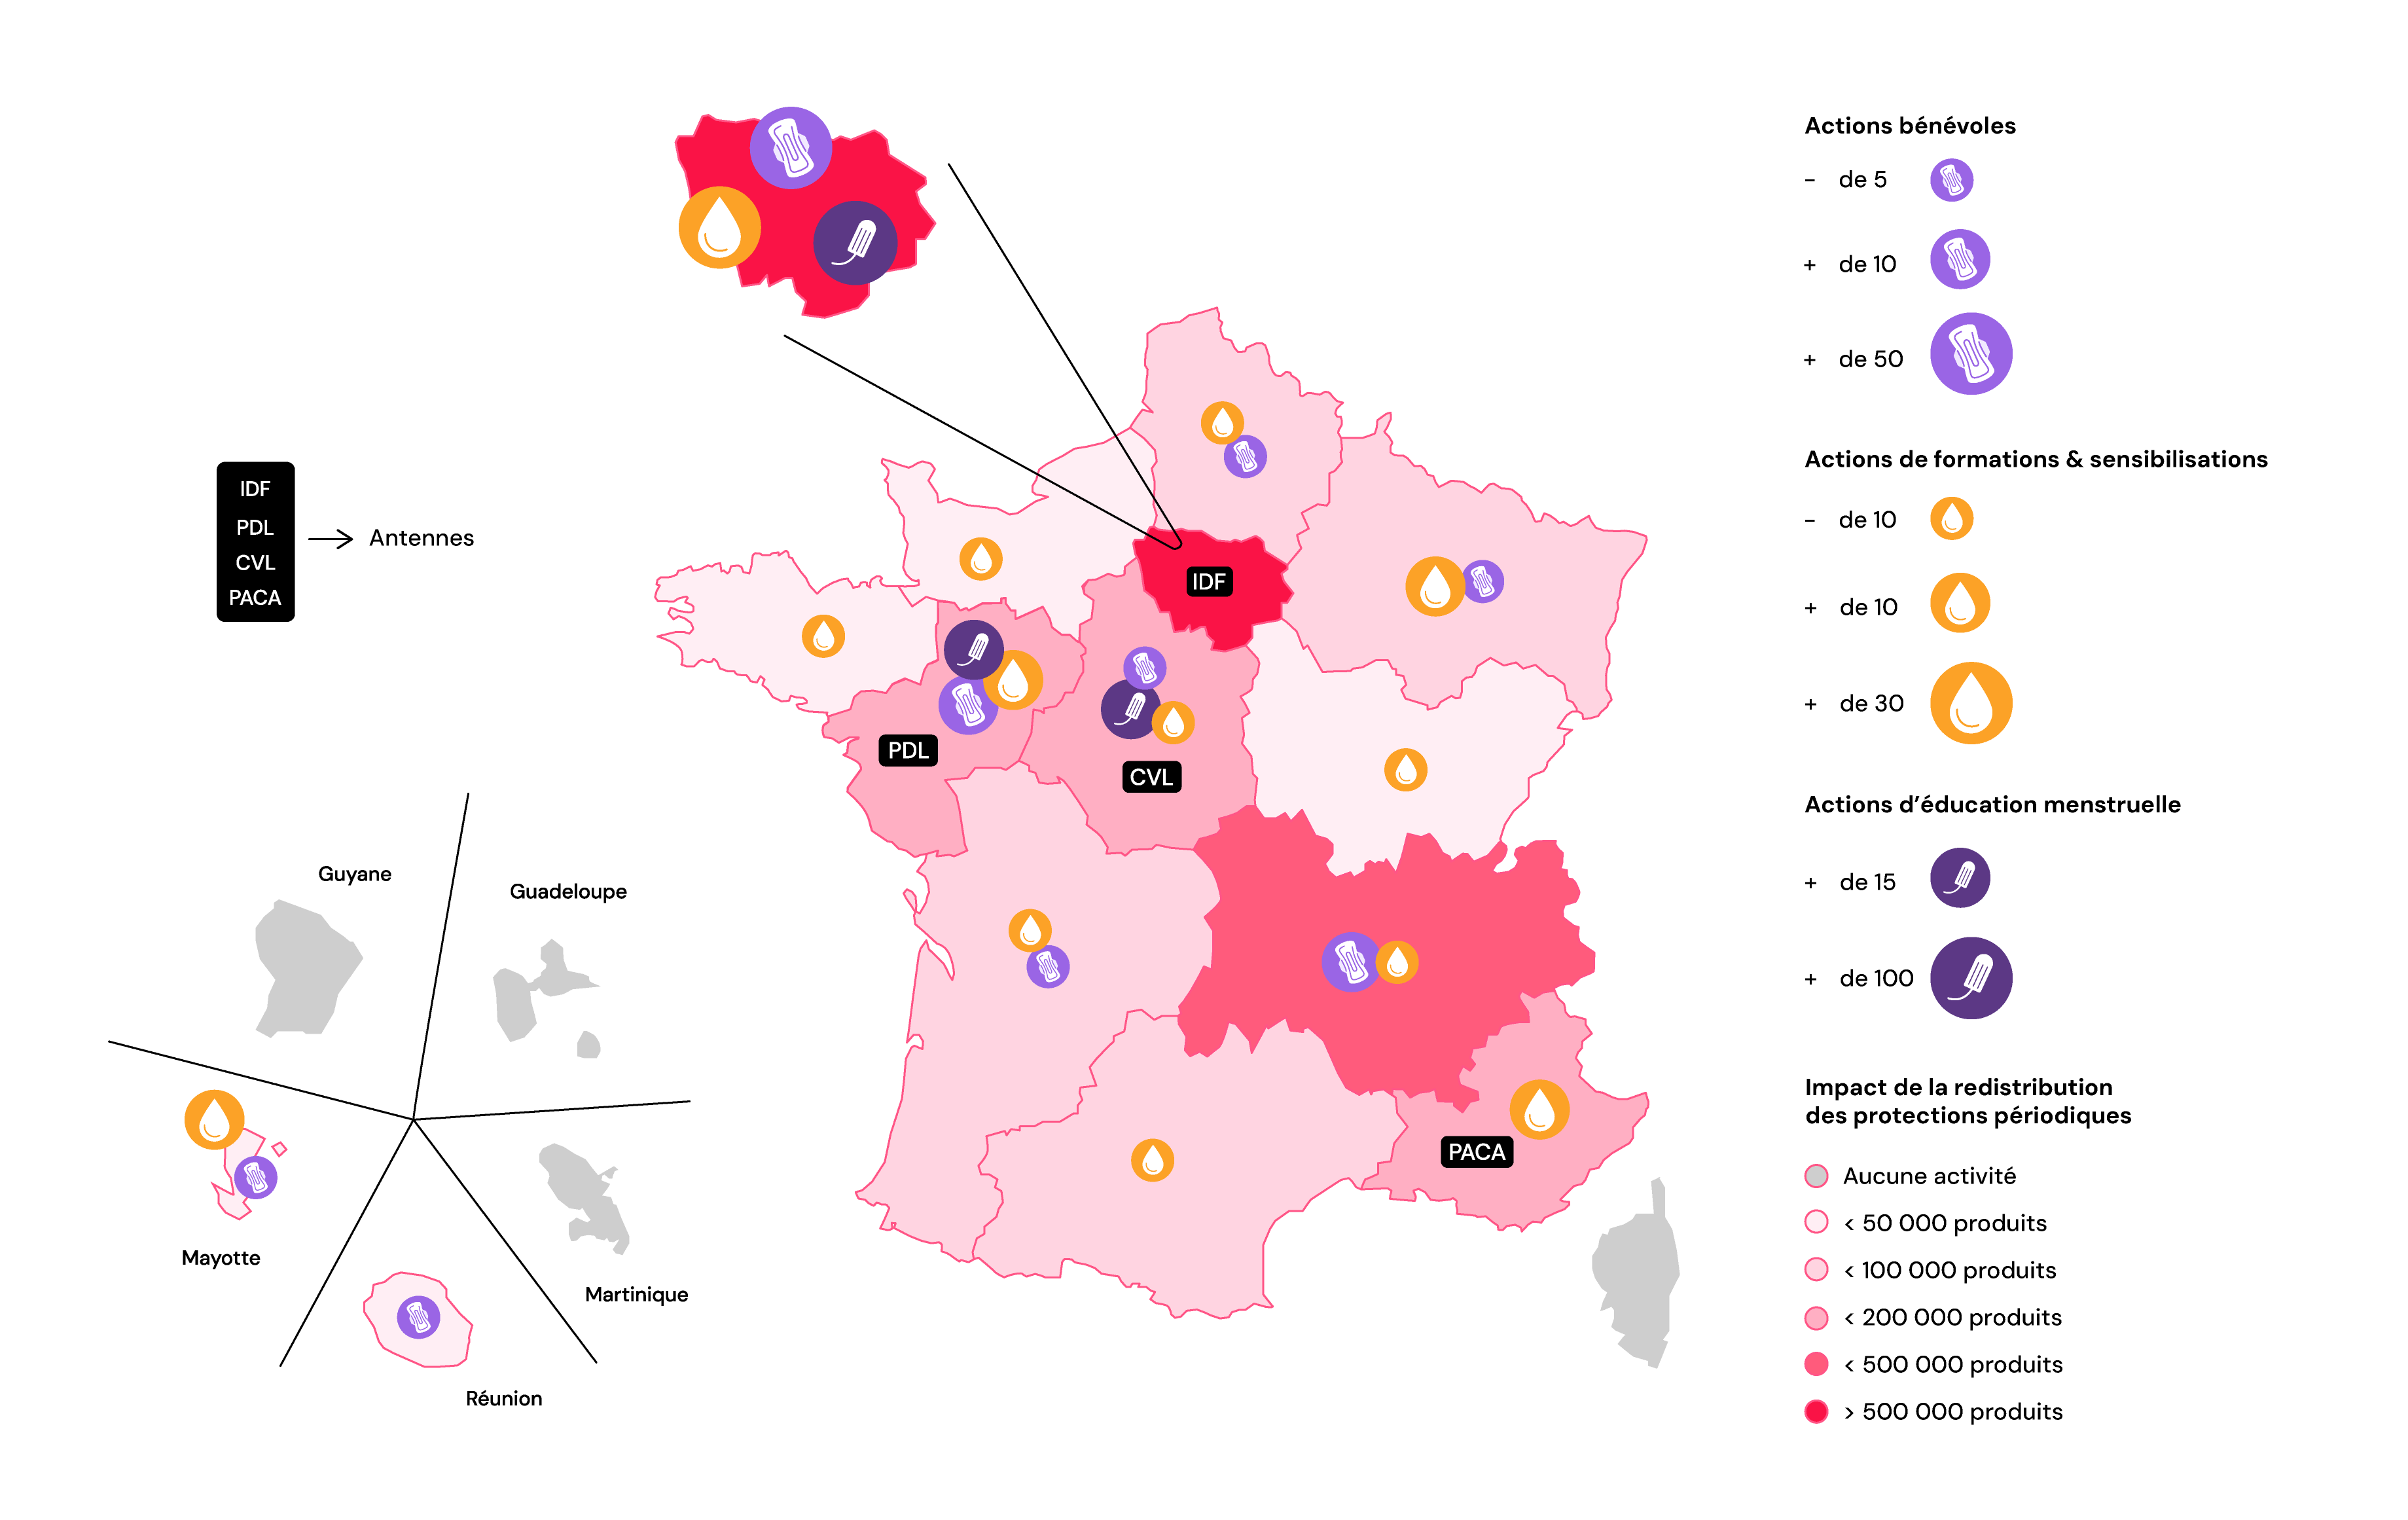 Actions bénévoles
- de 5
+ de 10
+ de 50
Actions de formations & sensibilisations
- de 10
+ de 10
+ de 30
Actions d’éducation menstruelle
+ de 15
+ de 100
Impact de la redistribution
des protections périodiques
Aucune activité
< 50 000 produits
< 100 000 produits
< 200 000 produits
< 500 000 produits
> 500 000 produits
IDF
PDL
CVL
PACA
Antennes
IDF
PDL
CVL
PACA
Guyane
Guadeloupe
Mayotte
Martinique
Réunion